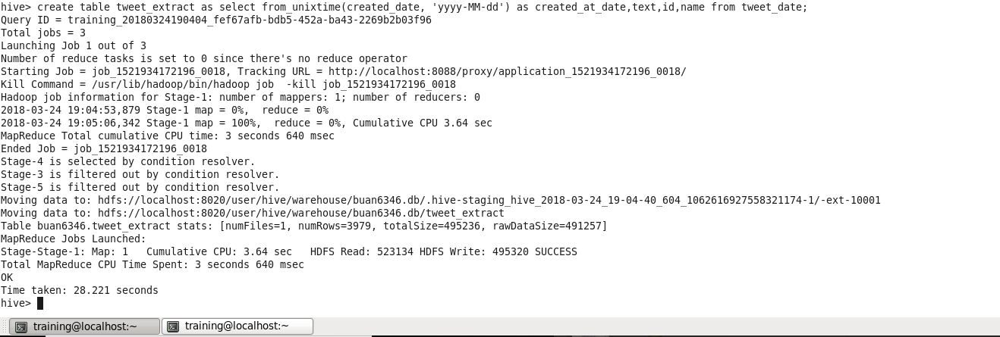 hive> create table tweet_extract as select from_unixtime(created_date, 'yyyy-MM-dd') as created_at_date,text,id,name from tweet_date;
Query ID = training_20180324190404_fef67afb-bdb5-452a-ba43-2269b2b03f96
Total jobs = 3
Launching Job 1 out of 3
Number of reduce tasks is set to 0 since there's no reduce operator
Starting Job = job_1521934172196_0018, Tracking URL = http://localhost:8088/proxy/application_1521934172196_0018/
Kill Command = /usr/lib/hadoop/bin/hadoop job  -kill job_1521934172196_0018
Hadoop job information for Stage-1: number of mappers: 1; number of reducers: 0
2018-03-24 19:04:53,879 Stage-1 map = 0%,  reduce = 0%
2018-03-24 19:05:06,342 Stage-1 map = 100%,  reduce = 0%, Cumulative CPU 3.64 sec
MapReduce Total cumulative CPU time: 3 seconds 640 msec
Ended Job = job_1521934172196_0018
Stage-4 is selected by condition resolver.
Stage-3 is filtered out by condition resolver.
Stage-5 is filtered out by condition resolver.
Moving data to: hdfs://localhost:8020/user/hive/warehouse/buan6346.db/.hive-staging_hive_2018-03-24_19-04-40_604_1062616927558321174-1/-ext-10001
Moving data to: hdfs://localhost:8020/user/hive/warehouse/buan6346.db/tweet_extract
Table buan6346.tweet_extract stats: [numFiles=1, numRows=3979, totalSize=495236, rawDataSize=491257]
MapReduce Jobs Launched:
Stage-Stage-1: Map: 1   Cumulative CPU: 3.64 sec   HDFS Read: 523134 HDFS Write: 495320 SUCCESS
Total MapReduce CPU Time Spent: 3 seconds 640 msec
OK
Time taken: 28.221 seconds
hive>
training@localhost:~ training@localhost:~